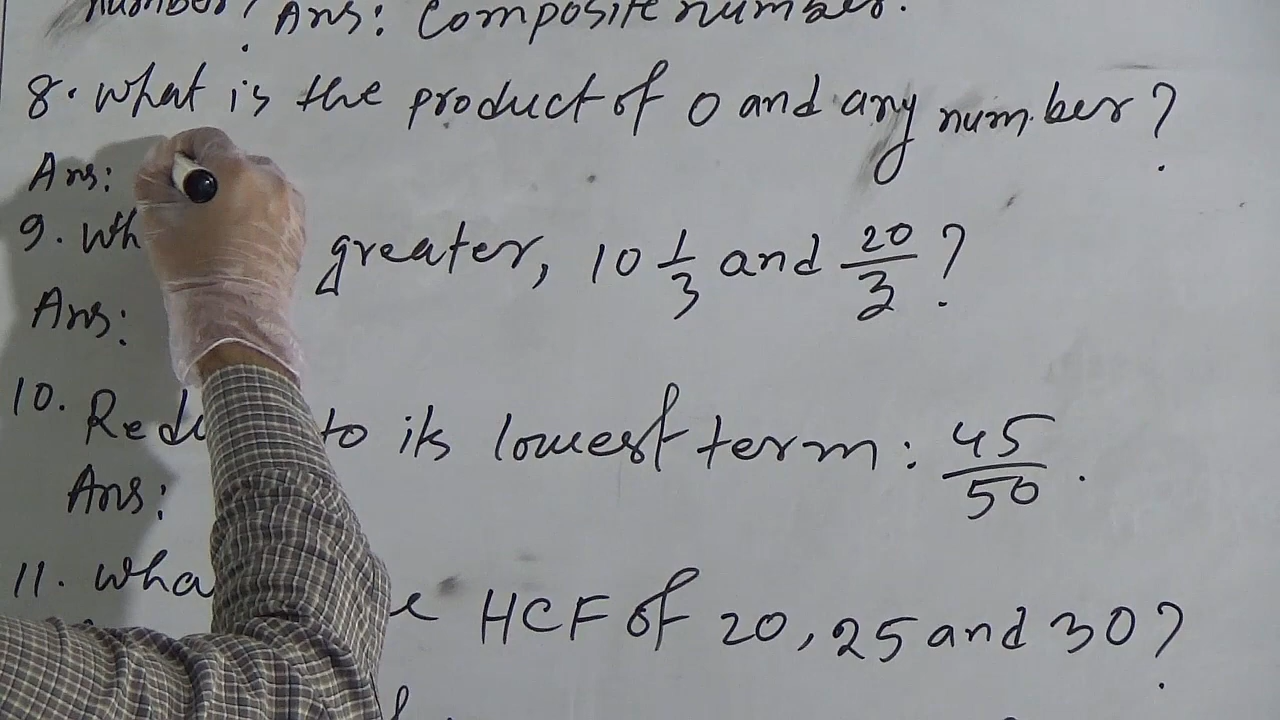 number? Ans: Composite number.
8. What is the product of 0 and any number?
Ans:
9. Wh greater, 10 1/3 and 20/3?
Ans:
10. Red to its lowest term: 45/50.
Ans:
11. Wha HCF of 20, 25 and 30?